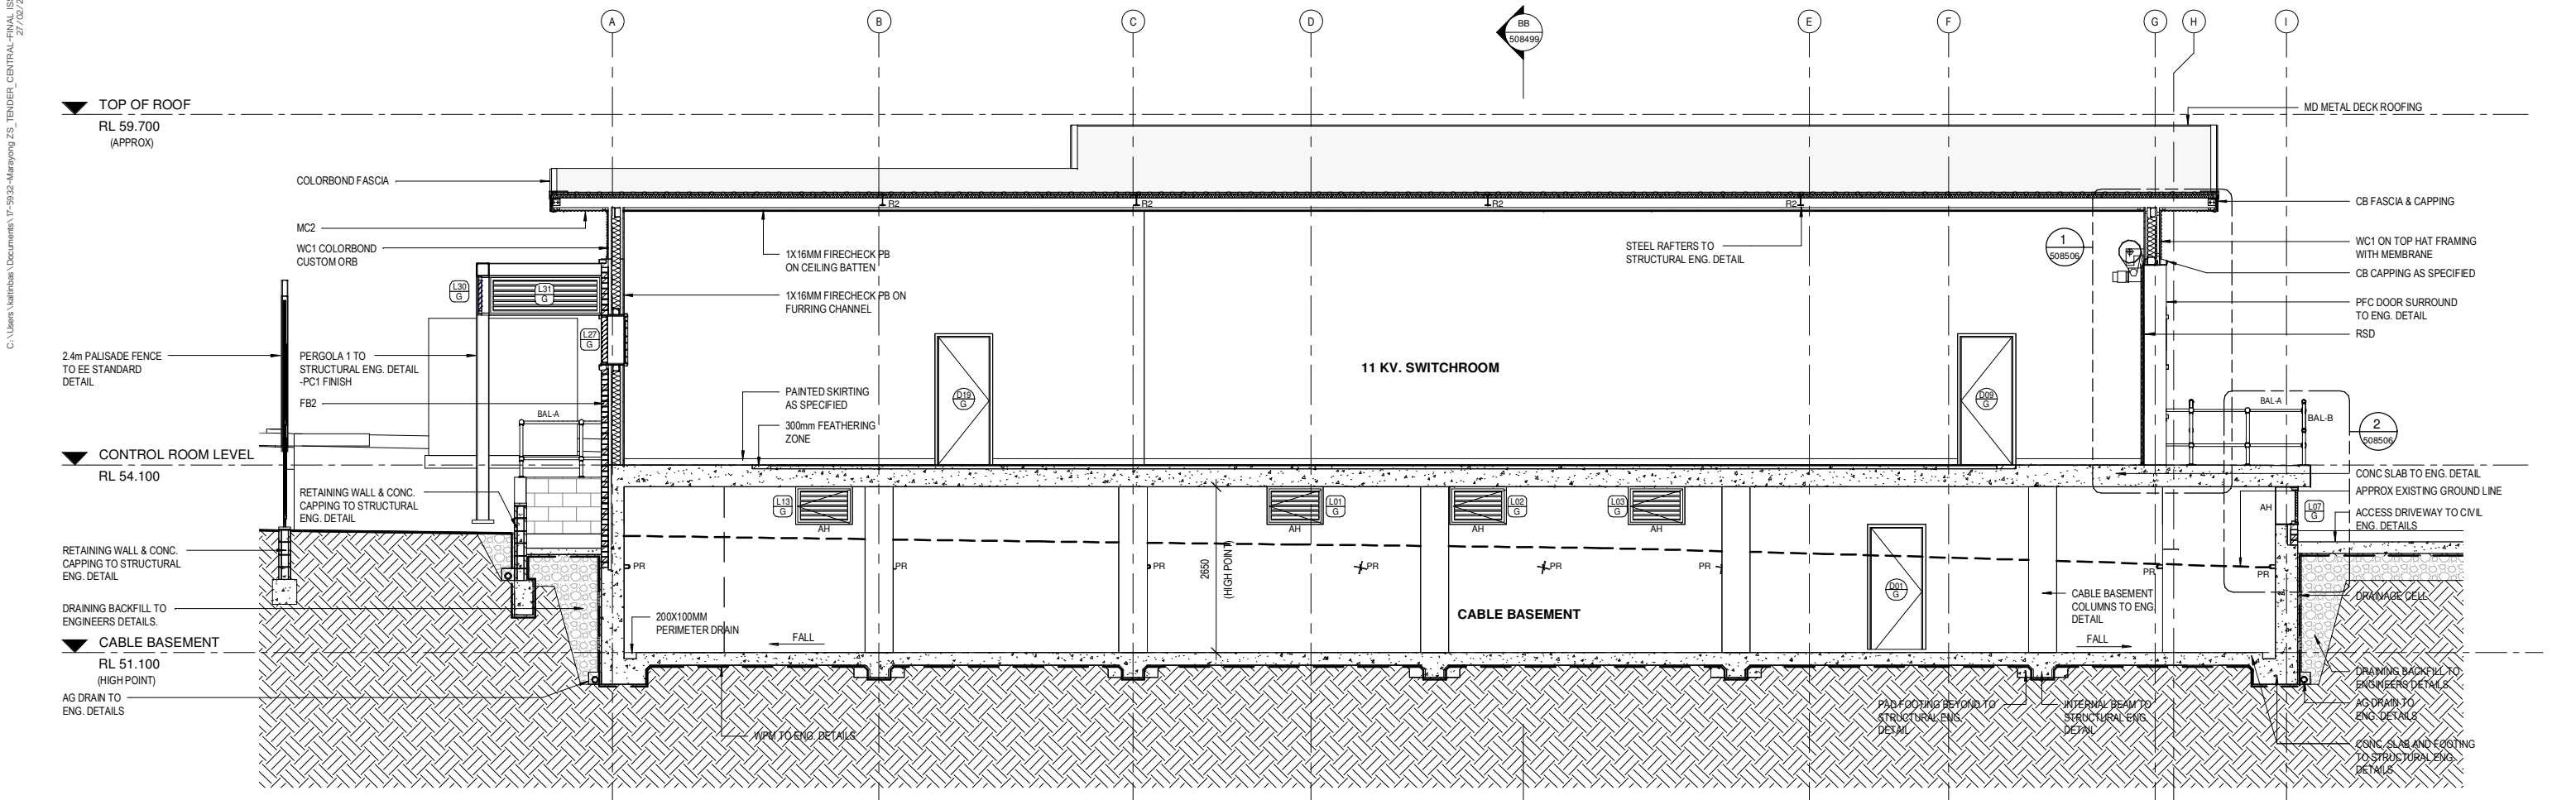 C:\Users\kaltinbas\Documents\17-5932-Marayong ZS_TENDER_CENTRAL-FINAL ISS
27/02/2
A
B
C
D
BB
508499
E
F
G
H
I
TOP OF ROOF
RL 59.700
(APPROX)
MD METAL DECK ROOFING
COLORBOND FASCIA
R2
R2
R2
R2
CB FASCIA & CAPPING
MC2
WC1 COLORBOND
CUSTOM ORB
1X16MM FIRECHECK PB
ON CEILING BATTEN
STEEL RAFTERS TO
STRUCTURAL ENG. DETAIL
1
508506
WC1 ON TOP HAT FRAMING
WITH MEMBRANE
CB CAPPING AS SPECIFIED
L30
G
L31
G
1X16MM FIRECHECK PB ON
FURRING CHANNEL
PFC DOOR SURROUND
TO ENG. DETAIL
RSD
L27
G
2.4m PALISADE FENCE
TO EE STANDARD
DETAIL
PERGOLA 1 TO
STRUCTURAL ENG. DETAIL
-PC1 FINISH
FB2
11 KV. SWITCHROOM
PAINTED SKIRTING
AS SPECIFIED
D19
G
D09
G
BAL-A
BAL-A
BAL-B
300mm FEATHERING
ZONE
2
508506
CONTROL ROOM LEVEL
RL 54.100
CONC SLAB TO ENG. DETAIL
APPROX EXISTING GROUND LINE
RETAINING WALL & CONC.
CAPPING TO STRUCTURAL
ENG. DETAIL
L13
G
AH
L01
G
AH
L02
G
AH
L03
G
AH
AH
L07
G
ACCESS DRIVEWAY TO CIVIL
ENG. DETAILS
RETAINING WALL & CONC.
CAPPING TO STRUCTURAL
ENG. DETAIL
PR
PR
PR
2650
(HIGH POINT)
PR
PR
PR
PR
PR
D01
G
DRAINING BACKFILL TO
ENGINEERS DETAILS.
200X100MM
PERIMETER DRAIN
CABLE BASEMENT
CABLE BASEMENT
COLUMNS TO ENG.
DETAIL
DRAINAGE CELL
FALL
FALL
CABLE BASEMENT
RL 51.100
(HIGH POINT)
AG DRAIN TO
ENG. DETAILS
DRAINING BACKFILL TO
ENGINEERS DETAILS.
WPM TO ENG. DETAILS
PAD FOOTING BEYOND TO
STRUCTURAL ENG.
DETAIL
INTERNAL BEAM TO
STRUCTURAL ENG.
DETAIL
AG DRAIN TO
ENG. DETAILS
CONC. SLAB AND FOOTING
TO STRUCTURAL ENG.
DETAILS